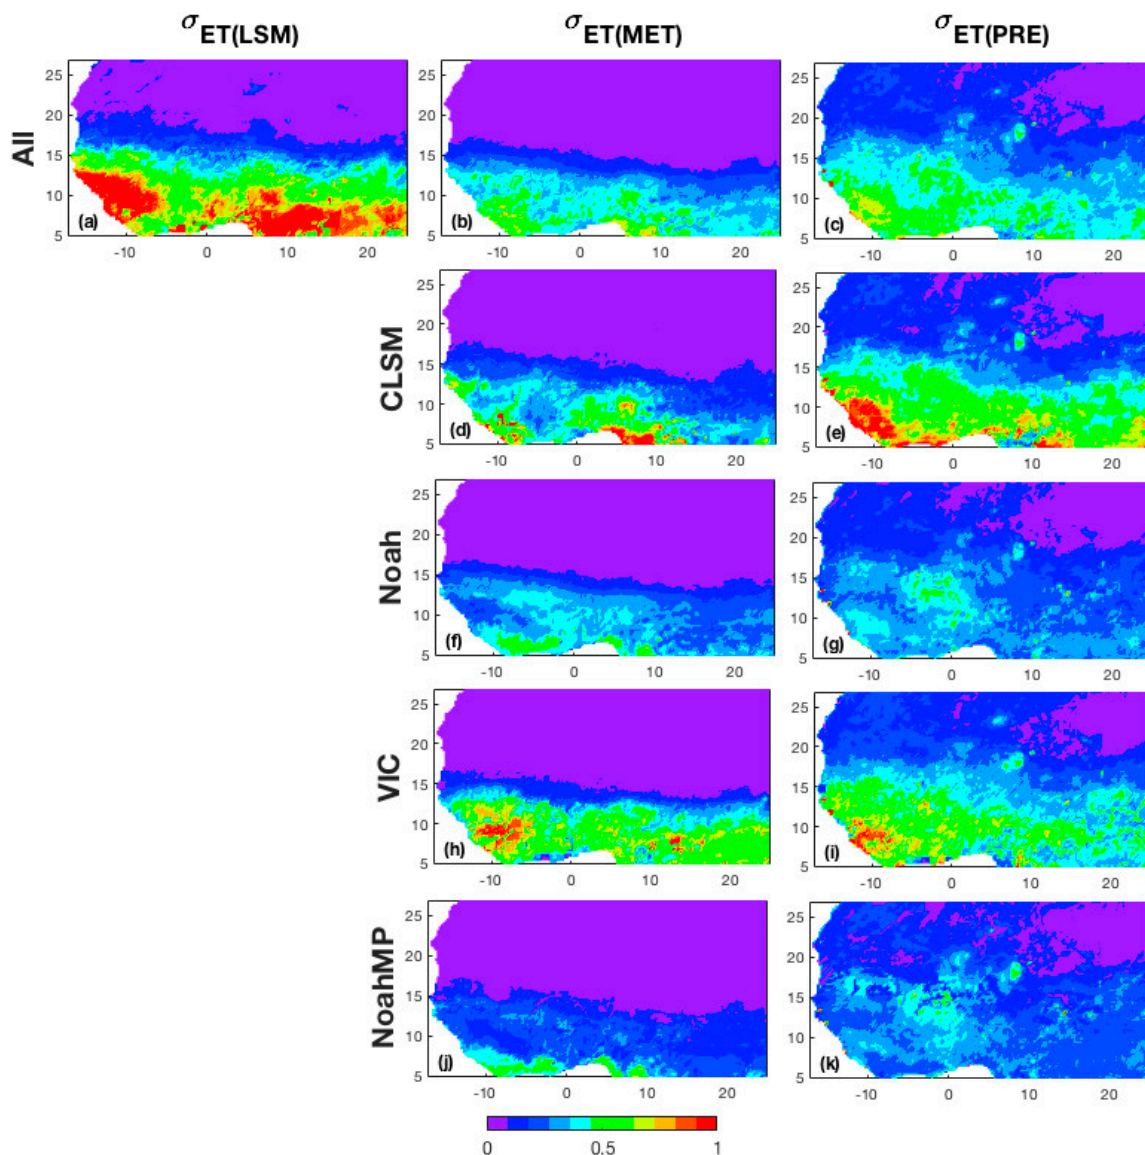 σ ET(LSM) σ ET(MET) σ ET(PRE)
All
25 20 15 10 5 (a) -10 0 10 20
25 20 15 10 5 (b) -10 0 10 20
25 20 15 10 5 (c) -10 0 10 20
CLSM
25 20 15 10 5 (d) -10 0 10 20
25 20 15 10 5 (e) -10 0 10 20
Noah
25 20 15 10 5 (f) -10 0 10 20
25 20 15 10 5 (g) -10 0 10 20
VIC
25 20 15 10 5 (h) -10 0 10 20
25 20 15 10 5 (i) -10 0 10 20
NoahMP
25 20 15 10 5 (j) -10 0 10 20
25 20 15 10 5 (k) -10 0 10 20
0 0.5 1